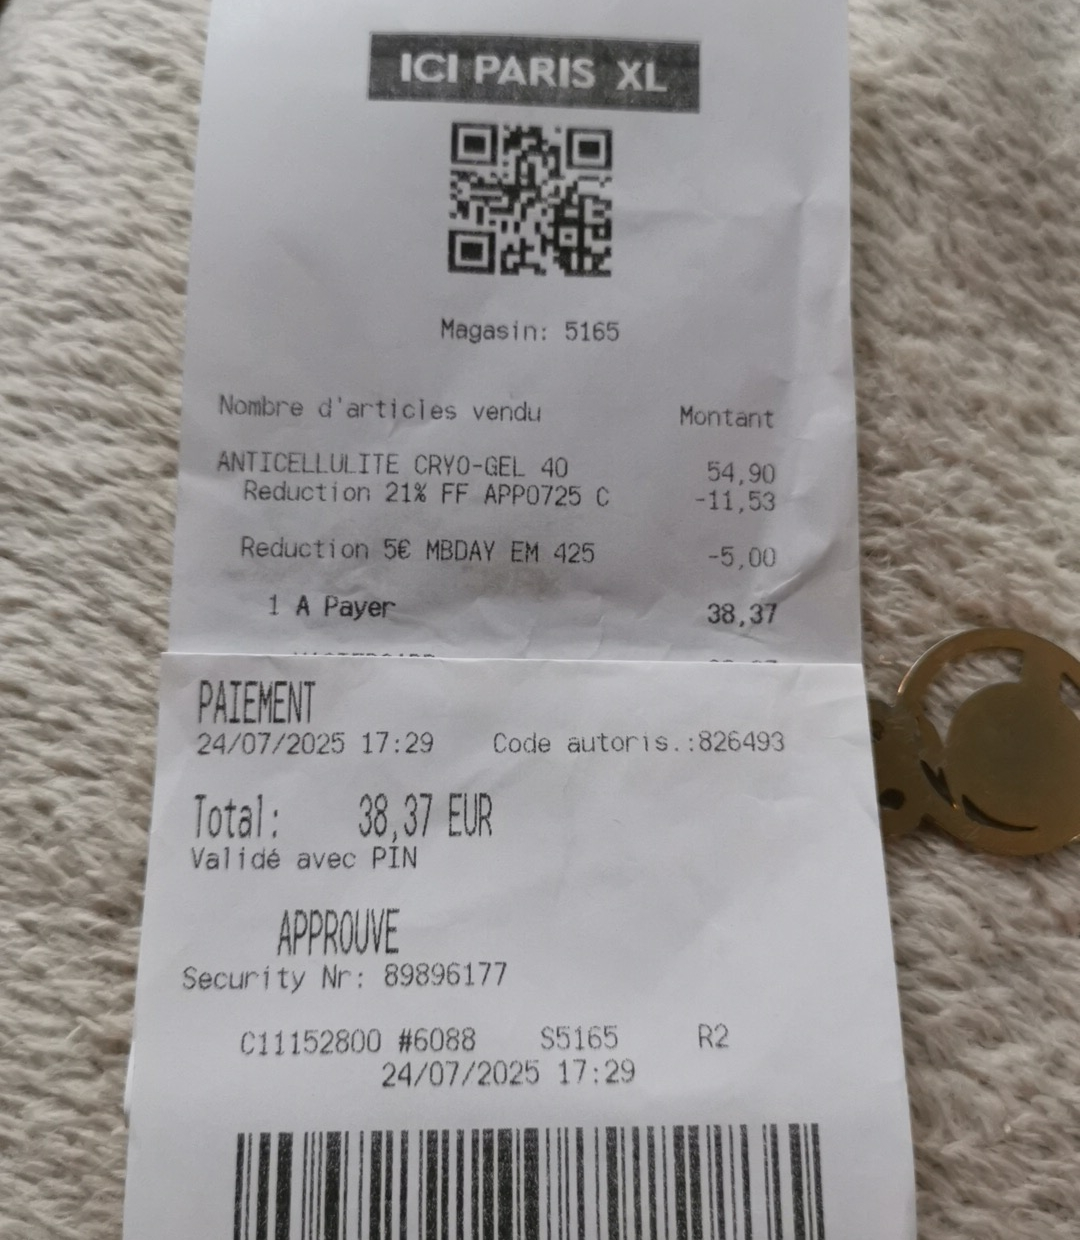 ICI PARIS XL
Magasin: 5165
Nombre d'articles vendu Montant
ANTICELLULITE CRYO-GEL 40 54,90
Reduction 21% FF APP0725 C -11,53
Reduction 5€ MBDAY EM 425 -5,00
1 A Payer 38,37
PAIEMENT
24/07/2025 17:29 Code autoris.:826493
Total: 38,37 EUR
Validé avec PIN
APPROUVE
Security Nr: 89896177
C11152800 #6088 S5165 R2
24/07/2025 17:29